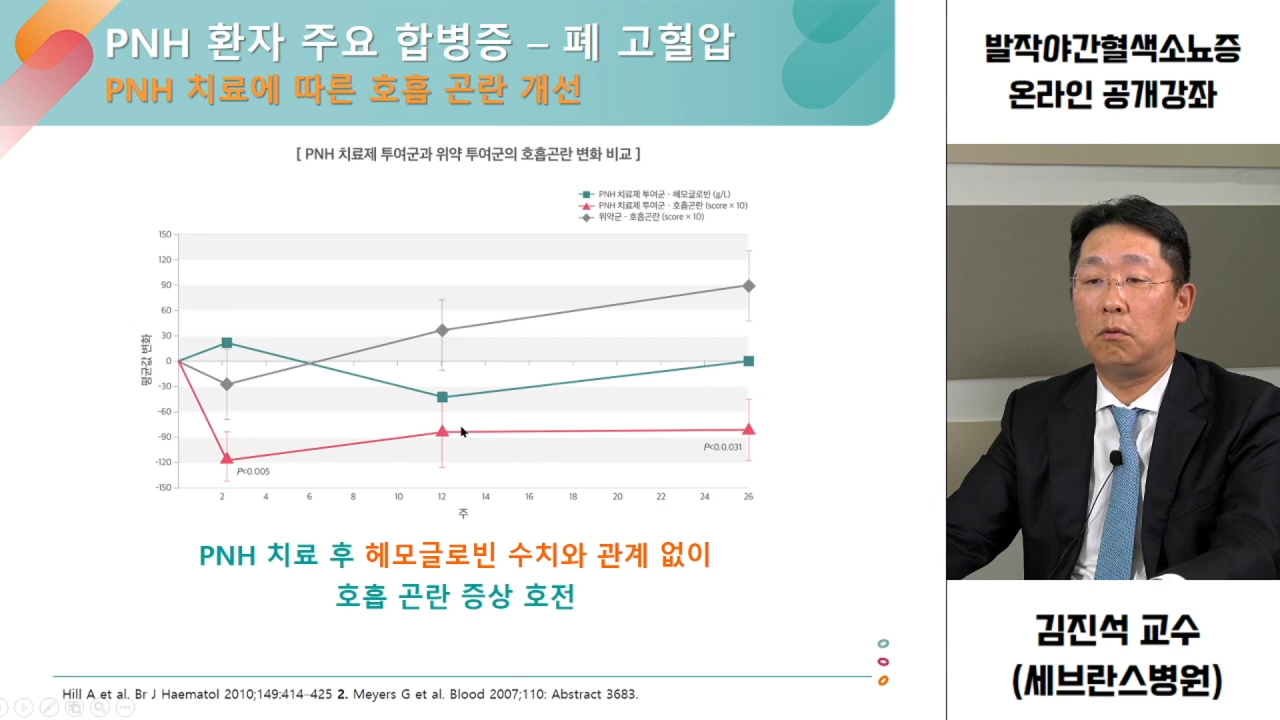 PNH 환자 주요 합병증 – 폐 고혈압
PNH 치료에 따른 호흡 곤란 개선
[ PNH 치료제 투여군과 위약 투여군의 호흡곤란 변화 비교 ]
PNH 치료제 투여군 - 헤모글로빈 (g/L)
PNH 치료제 투여군 - 호흡곤란 (score × 10)
위약군 - 호흡곤란 (score × 10)
평균값 변화
150
120
90
60
30
0
-30
-60
-90
-120
-150
P<0.005
P<0.0.031
2 4 6 8 10 12 14 16 18 20 22 24 26
주
PNH 치료 후 헤모글로빈 수치와 관계 없이
호흡 곤란 증상 호전
Hill A et al. Br J Haematol 2010;149:414–425 2. Meyers G et al. Blood 2007;110: Abstract 3683.
발작야간혈색소뇨증
온라인 공개강좌
김진석 교수
(세브란스병원)